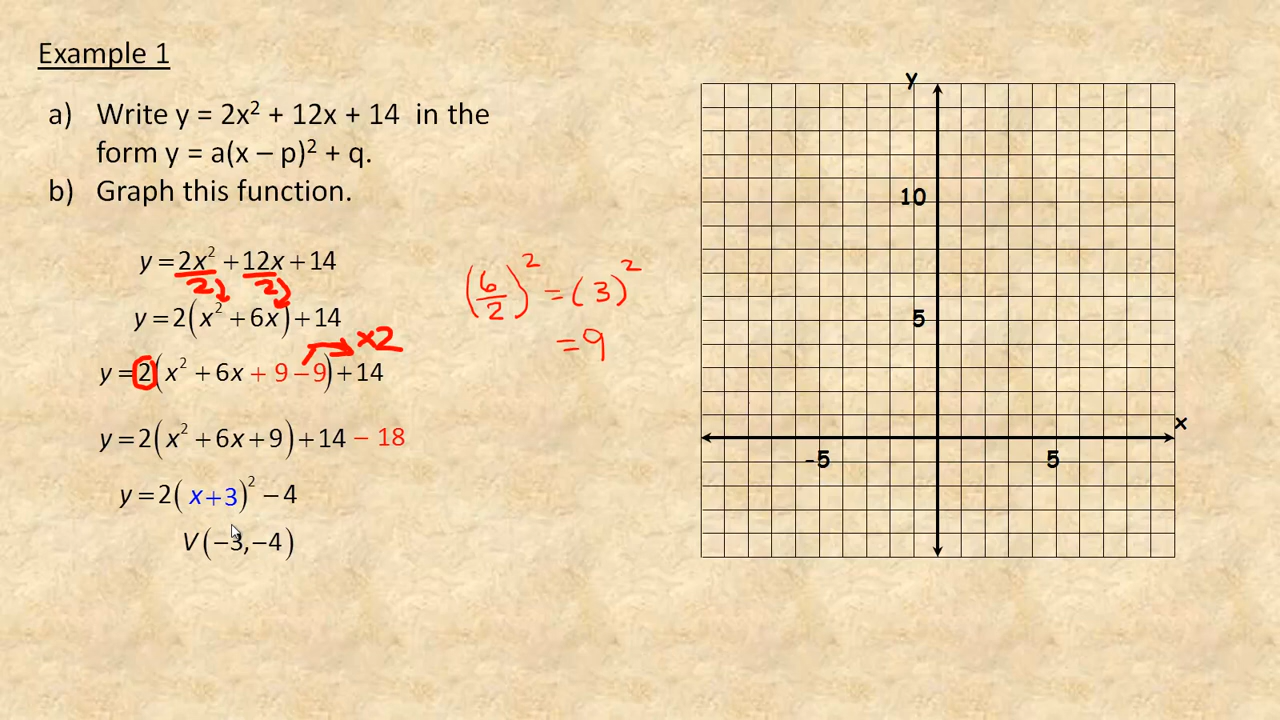 Example 1
a) Write y = 2x² + 12x + 14 in the
form y = a(x – p)² + q.
b) Graph this function.
y = 2x² + 12x + 14
2 2
y = 2(x² + 6x) + 14
×2
y = 2(x² + 6x + 9 – 9) + 14
y = 2(x² + 6x + 9) + 14 – 18
y = 2(x + 3)² – 4
V(–3, –4)
(6/2)² = (3)²
= 9
y
10
5
x
-5 5